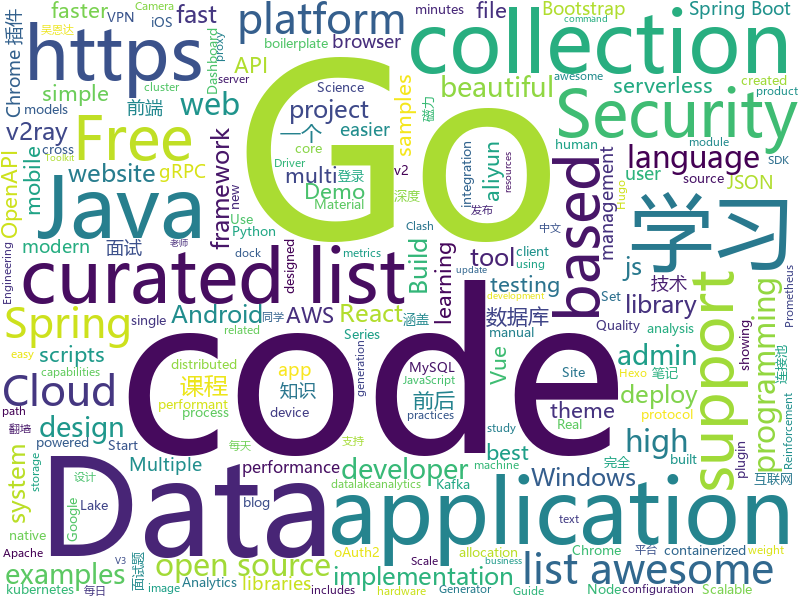 Go
code
Data
学习
https
collection
Security
Java
Free
application
curated list
support
based
Spring
Cloud
platform
language
web
beautiful
project
website
framework
design
list awesome
programming
admin
developer
library
high
tool
open source
examples
implementation
system
scripts
Android
React
AWS
数据库
课程
知识
前后
theme
deploy
Windows
testing
app
Build
Vue
js
技术
management
faster
VPN
iOS
fast
file
browser
API
Bootstrap
Spring Boot
serverless
samples
easier
simple
前端
v2ray
gRPC
一个
multi
Demo
Material
aliyun
JSON
user
Python
Chrome 插件
OpenAPI
mobile
modern
面试
learning
best
performance
Multiple
Chrome
Node
containerized
Scalable
boilerplate
minutes
Dashboard
proxy
Camera
吴恩达
cluster
models
cross
Science
core
登录
Driver
v2
磁力
深度
Use
integration
human
created
product
command
server
awesome
source
module
SDK
Hugo
发布
中文
new
designed
dock
metrics
Clash
client
using
update
resources
development
Engineering
老师
同学
涵盖
single
manual
Series
Set
Quality
analysis
笔记
related
distributed
MySQL
JavaScript
Prometheus
连接池
showing
Reinforcement
capabilities
performant
process
generation
device
practices
Kafka
Site
Real
easy
path
Start
powered
native
blog
翻墙
每天
支持
study
built
machine
protocol
Hexo
plugin
storage
Google
设计
Lake
datalakeanalytics
allocation
完全
互联网
Apache
面试题
libraries
Analytics
text
Scale
Generator
平台
v3
每日
image
kubernetes
includes
oAuth2
business
Guide
hardware
configuration
weight
Toolkit